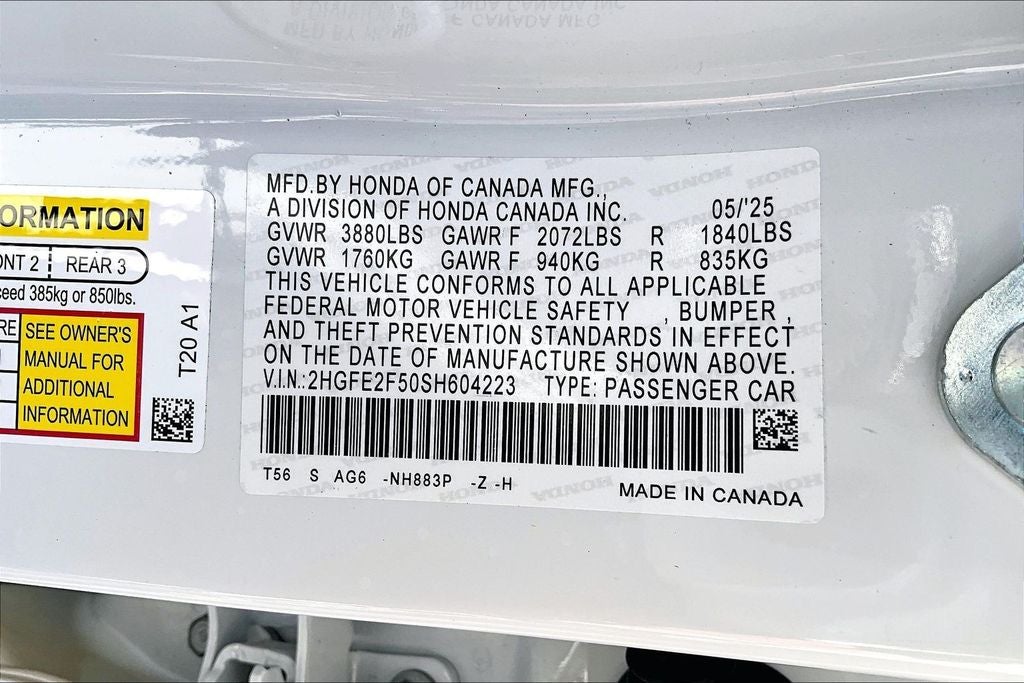 ORMATION
ONT 2 REAR 3
ceed 385kg or 850lbs.
RE
SEE OWNER'S
MANUAL FOR
ADDITIONAL
INFORMATION
T20 A1
MFD.BY HONDA OF CANADA MFG.,
A DIVISION OF HONDA CANADA INC. 05/'25
GVWR 3880LBS GAWR F 2072LBS R 1840LBS
GVWR 1760KG GAWR F 940KG R 835KG
THIS VEHICLE CONFORMS TO ALL APPLICABLE
FEDERAL MOTOR VEHICLE SAFETY , BUMPER ,
AND THEFT PREVENTION STANDARDS IN EFFECT
ON THE DATE OF MANUFACTURE SHOWN ABOVE.
V.I.N.:2HGFE2F50SH604223 TYPE: PASSENGER CAR
T56 S AG6 -NH883P -Z -H
MADE IN CANADA